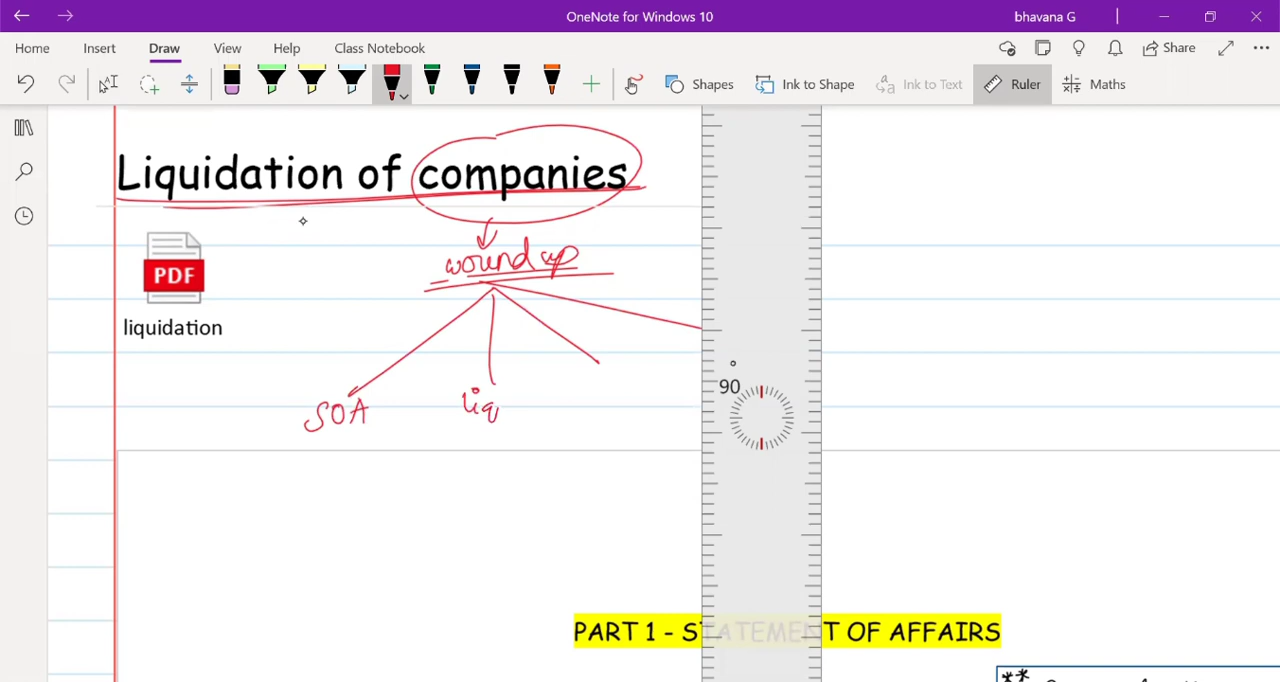 OneNote for Windows 10
bhavana G
Home Insert Draw View Help Class Notebook
Share
Shapes Ink to Shape Ink to Text Ruler Maths
Liquidation of companies
wound up
PDF
liquidation
90
SOA liq
PART 1 - STATEMENT OF AFFAIRS